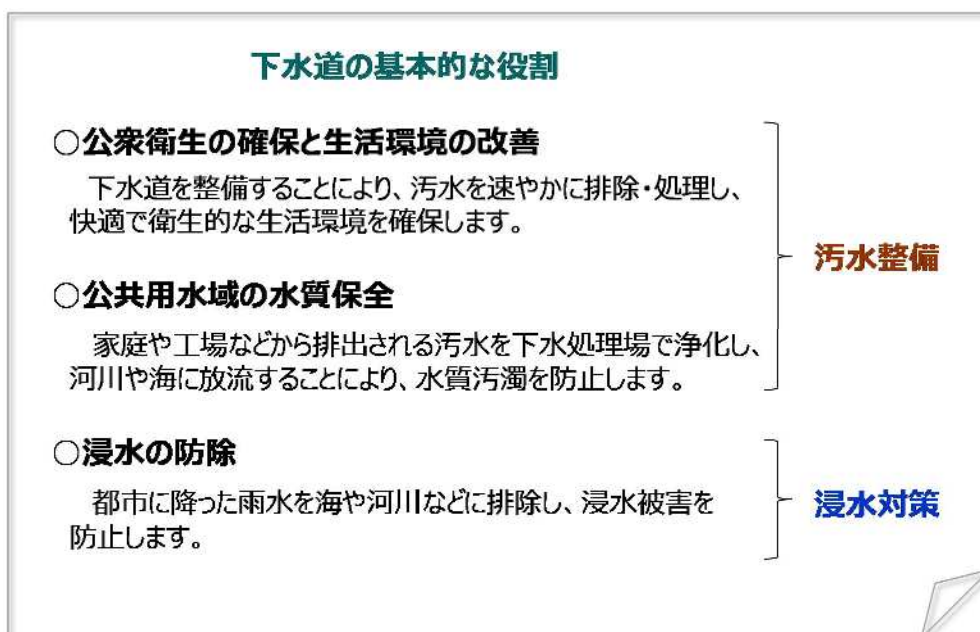 下水道の基本的な役割
○公衆衛生の確保と生活環境の改善
下水道を整備することにより、汚水を速やかに排除・処理し、
快適で衛生的な生活環境を確保します。
汚水整備
○公共用水域の水質保全
家庭や工場などから排出される汚水を下水処理場で浄化し、
河川や海に放流することにより、水質汚濁を防止します。
○浸水の防除
都市に降った雨水を海や河川などに排除し、浸水被害を
防止します。
浸水対策